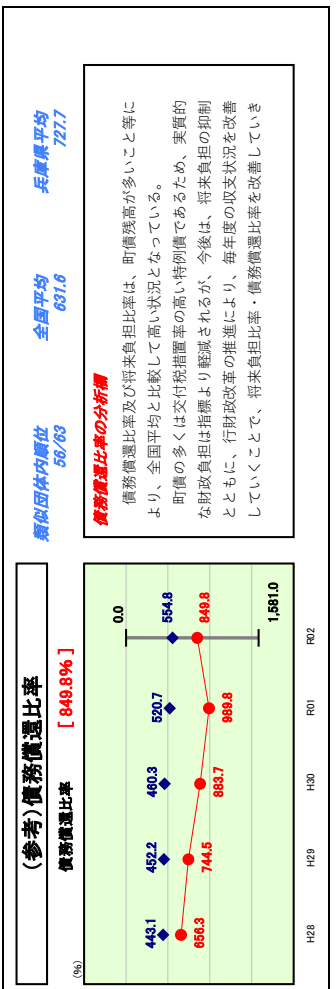 (参考)債務償還比率
債務償還比率　[ 849.8% ]
(%)
443.1
452.2
460.3
520.7
554.8
656.3
744.5
883.7
989.8
849.8
0.0
1,581.0
H28
H29
H30
R01
R02
類似団体内順位
56/63
全国平均
631.6
兵庫県平均
727.7
債務償還比率の分析欄
債務償還比率及び将来負担比率は、町債残高が多いこと等に
より、全国平均と比較して高い状況となっている。
町債の多くは交付税措置率の高い特例債であるため、実質的
な財政負担は指標より軽減されるが、今後は、将来負担の抑制
とともに、行財政改革の推進により、毎年度の収支状況を改善
していくことで、将来負担比率・債務償還比率を改善していき